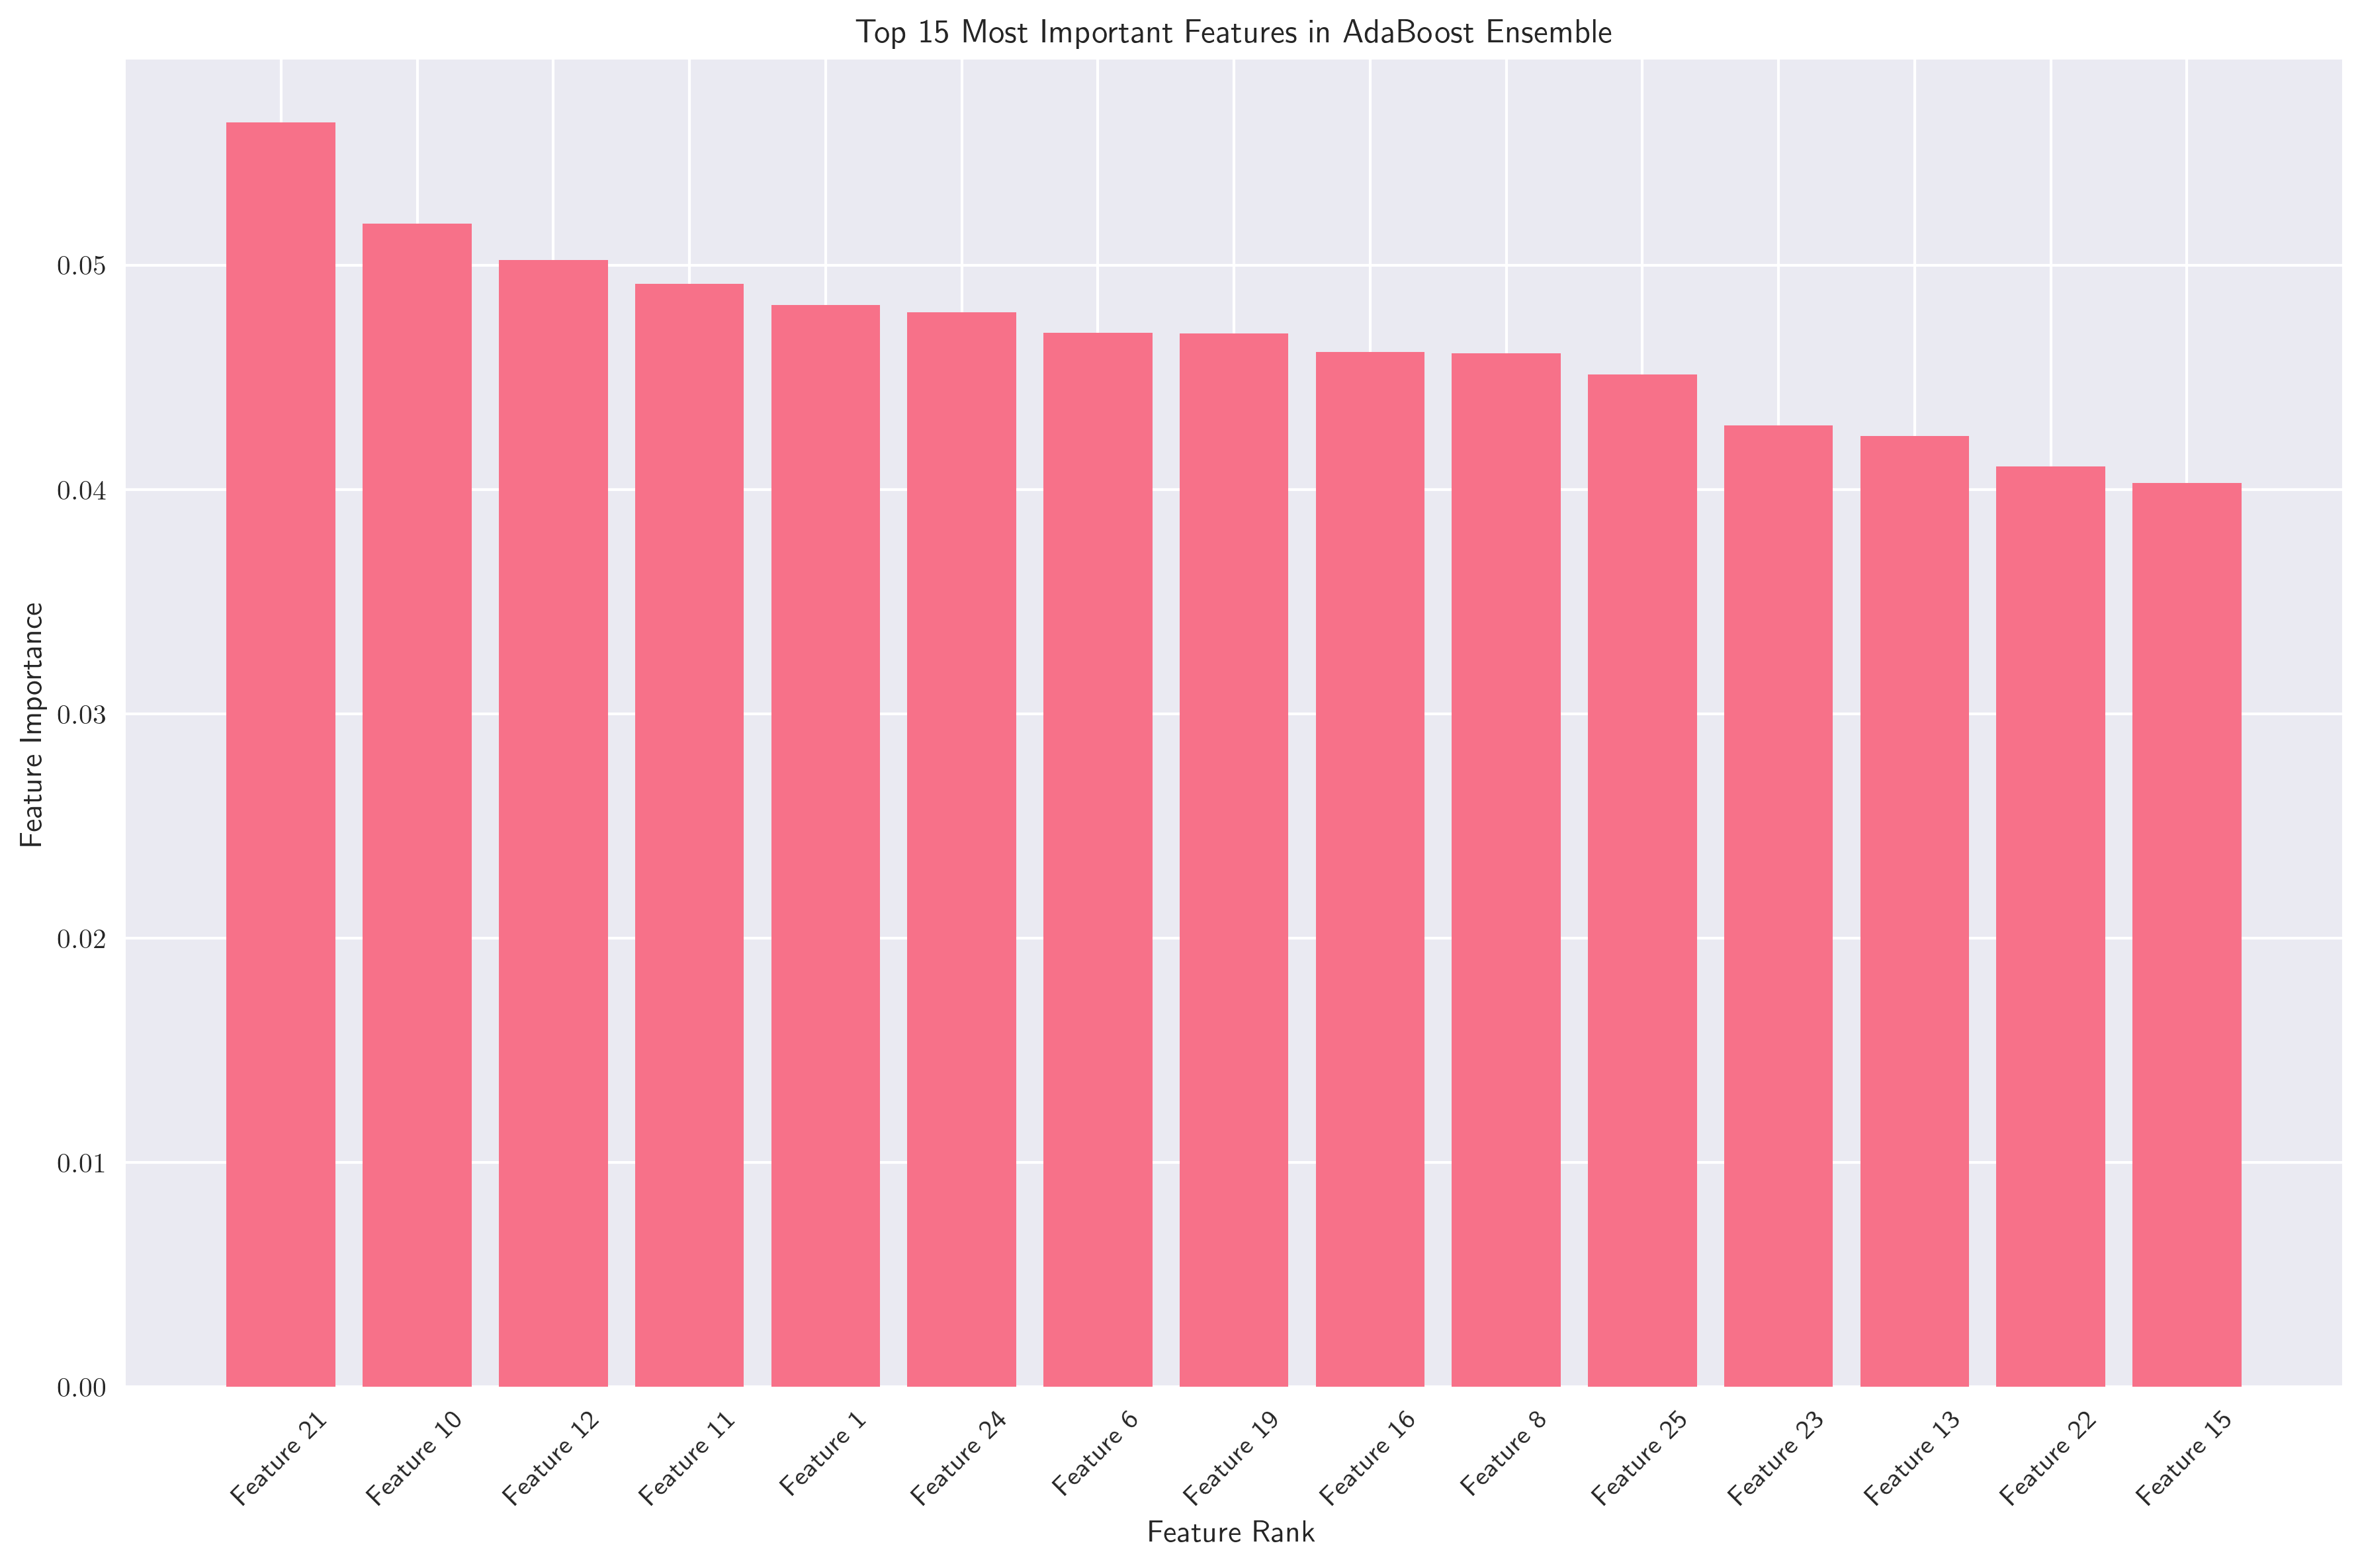 Top 15 Most Important Features in AdaBoost Ensemble
Feature Importance
0.05
0.04
0.03
0.02
0.01
0.00
Feature 21
Feature 10
Feature 12
Feature 11
Feature 1
Feature 24
Feature 6
Feature 19
Feature 16
Feature 8
Feature 25
Feature 23
Feature 13
Feature 22
Feature 15
Feature Rank